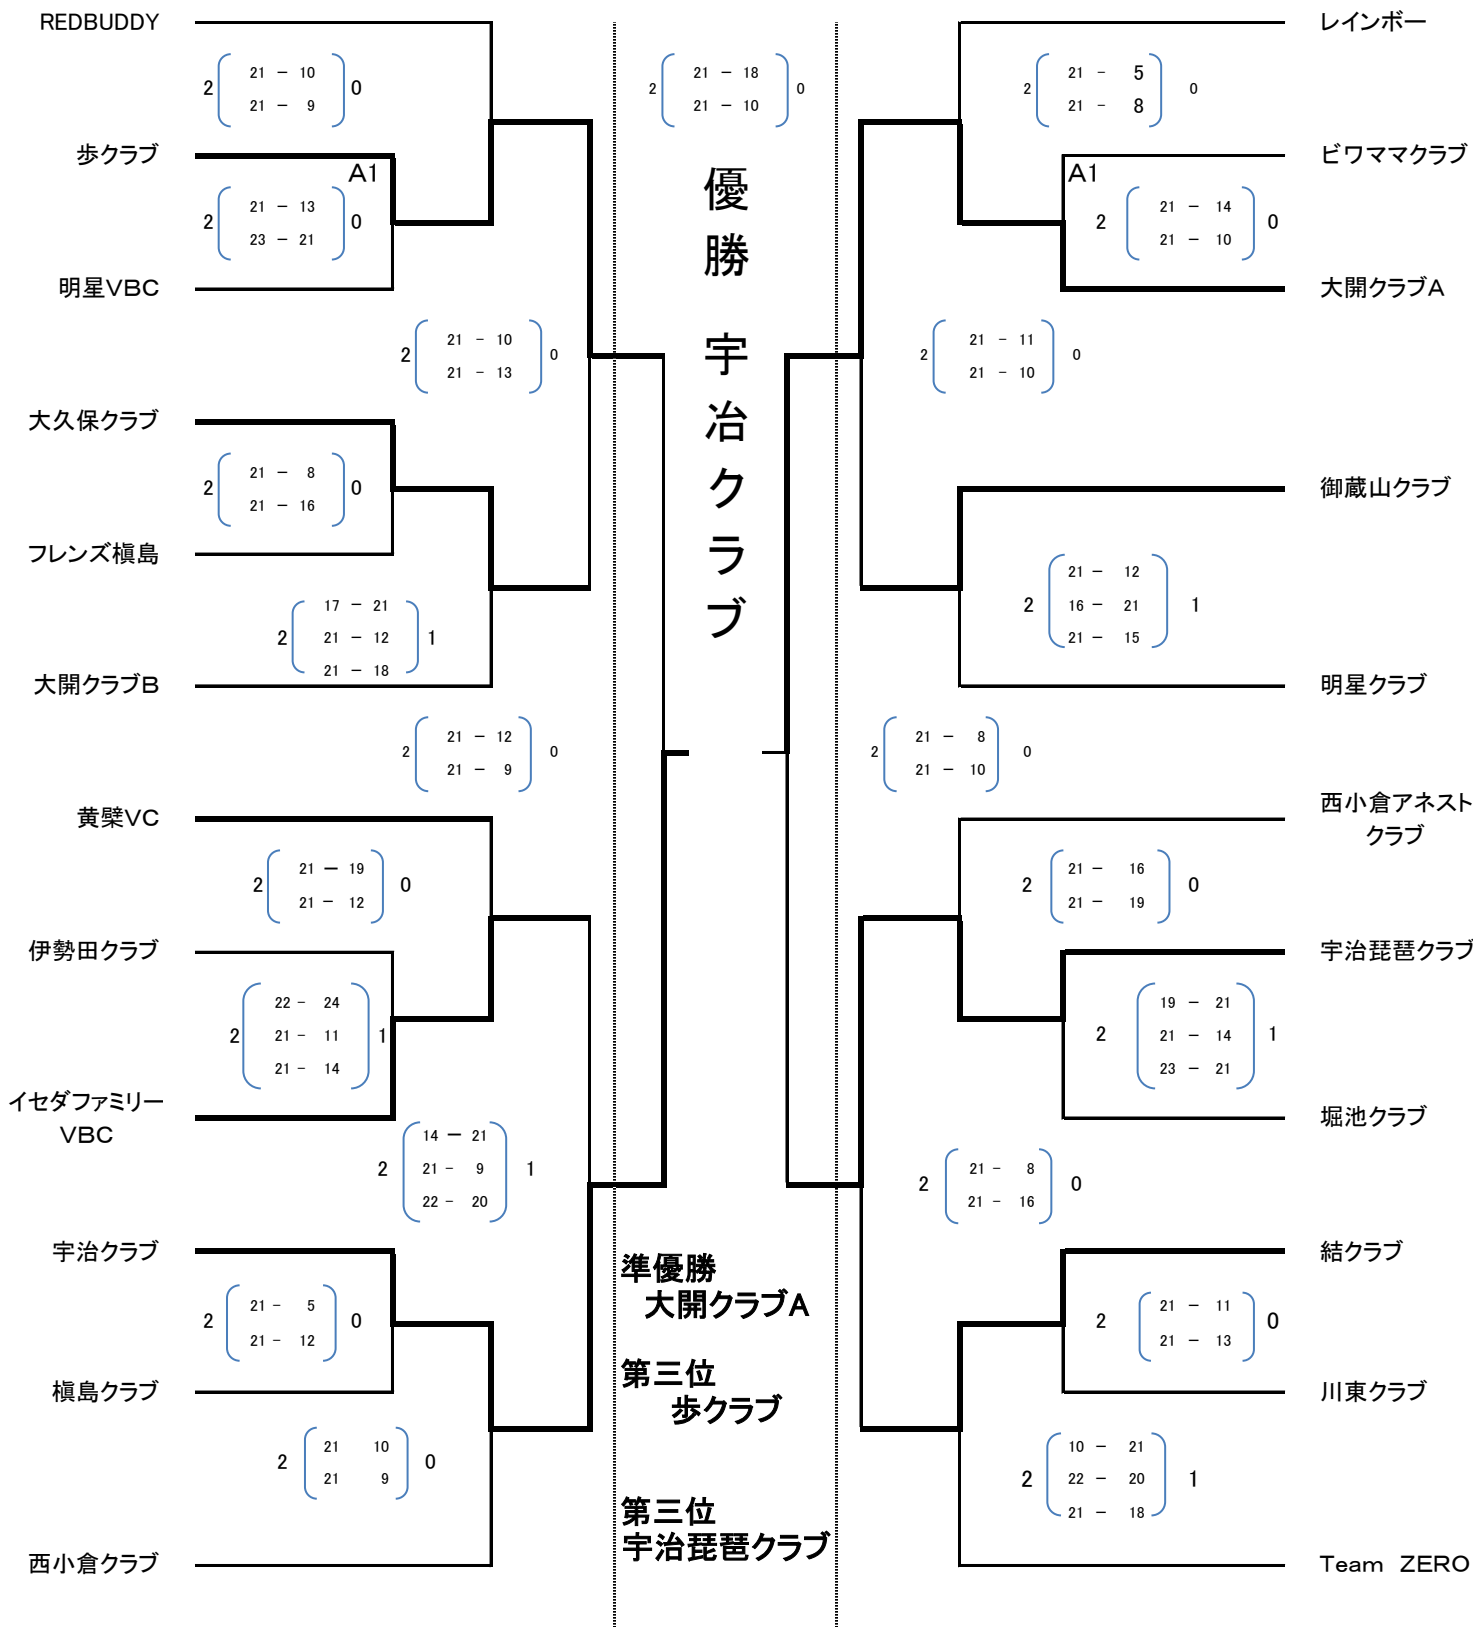 REDBUDDY
2 21 － 10 0
21 － 9
歩クラブ
A1
2 21 － 13 0
23 － 21
明星VBC
2 21 － 10 0
21 － 13
大久保クラブ
2 21 － 8 0
21 － 16
フレンズ槇島
17 － 21
2 21 － 12 1
21 － 18
大開クラブB
2 21 － 12 0
21 － 9
黄檗VC
2 21 － 19 0
21 － 12
伊勢田クラブ
22 － 24
2 21 － 11 1
21 － 14
イセダファミリー
VBC
14 － 21
2 21 － 9 1
22 － 20
宇治クラブ
2 21 － 5 0
21 － 12
槇島クラブ
2 21 10 0
21 9
西小倉クラブ
2 21 － 18 0
21 － 10
優勝 宇治クラブ
準優勝
大開クラブA
第三位
歩クラブ
第三位
宇治琵琶クラブ
レインボー
2 21 － 5 0
21 － 8
ビワママクラブ
A1
2 21 － 14 0
21 － 10
大開クラブA
2 21 － 11 0
21 － 10
御蔵山クラブ
21 － 12
2 16 － 21 1
21 － 15
明星クラブ
2 21 － 8 0
21 － 10
西小倉アネスト
クラブ
2 21 － 16 0
21 － 19
宇治琵琶クラブ
19 － 21
2 21 － 14 1
23 － 21
堀池クラブ
2 21 － 8 0
21 － 16
結クラブ
2 21 － 11 0
21 － 13
川東クラブ
10 － 21
2 22 － 20 1
21 － 18
Team ZERO